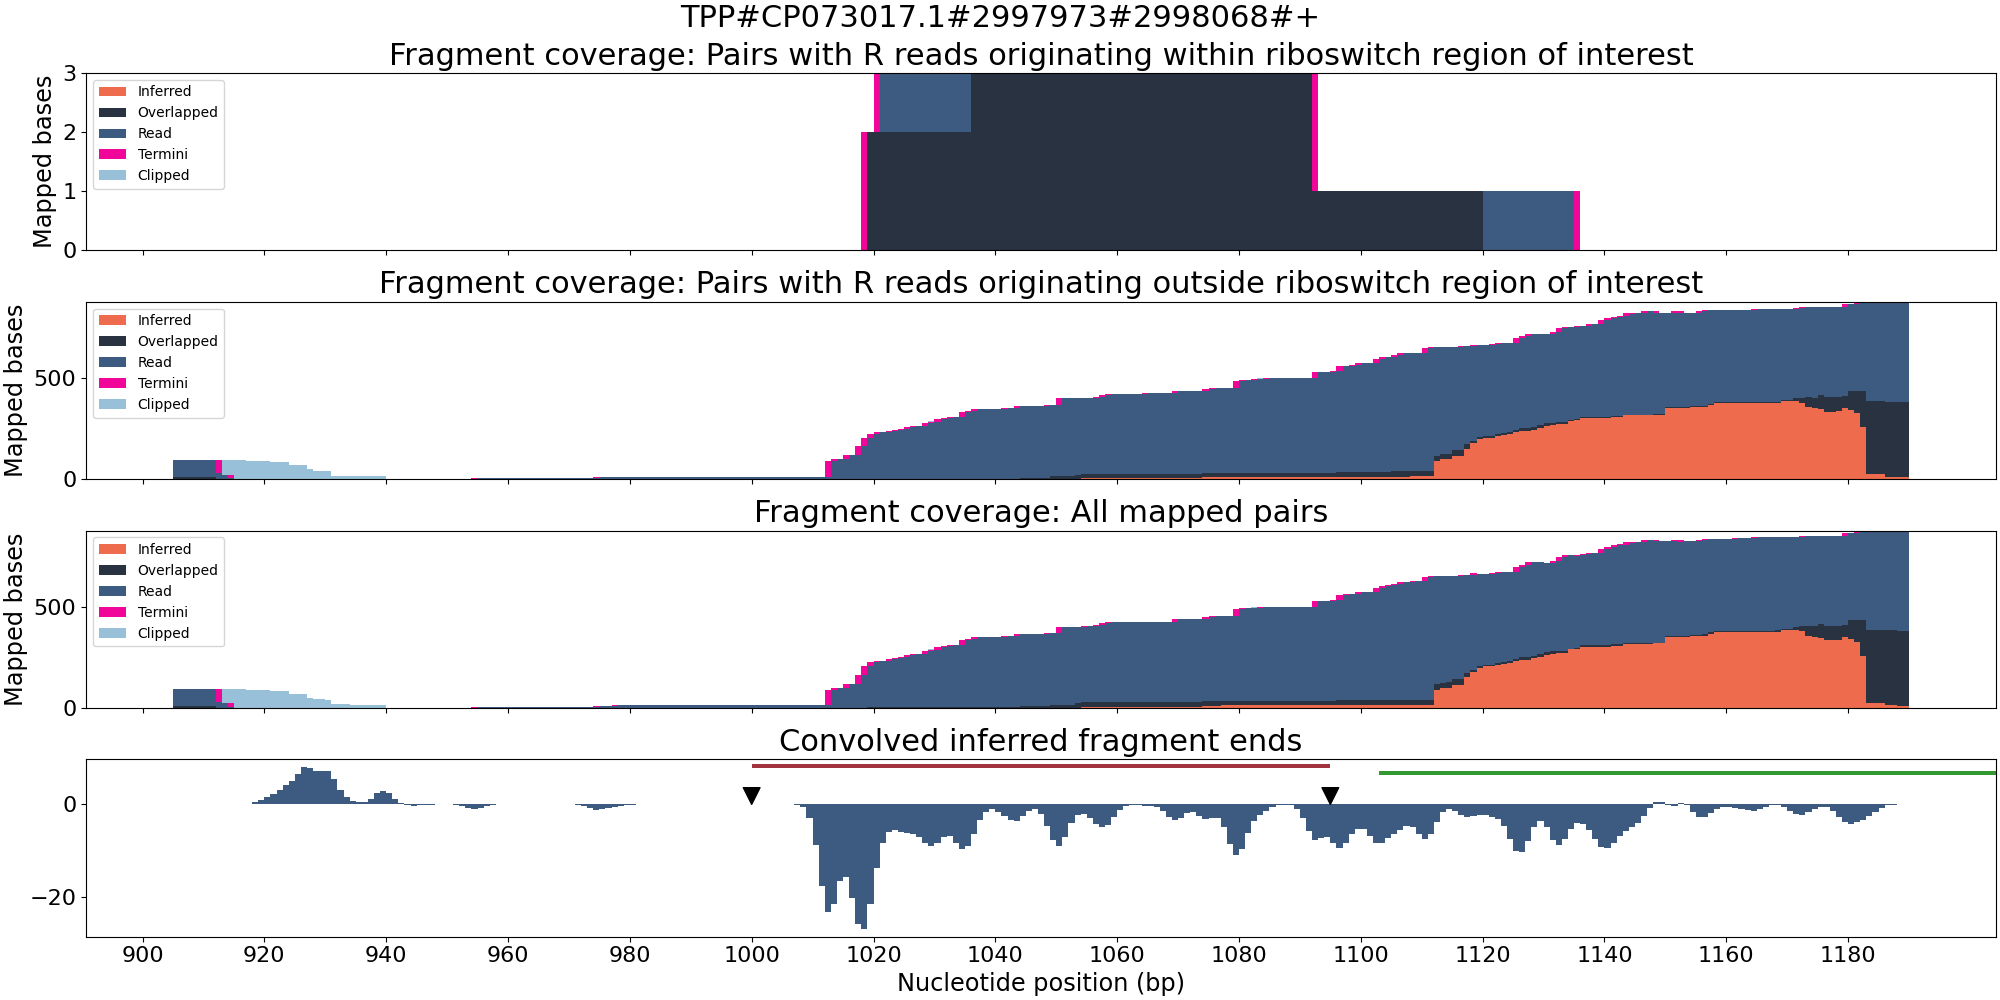 TPP#CP073017.1#2997973#2998068#+
Fragment coverage: Pairs with R reads originating within riboswitch region of interest
Mapped bases
3
2
1
0
Inferred
Overlapped
Read
Termini
Clipped
Fragment coverage: Pairs with R reads originating outside riboswitch region of interest
Mapped bases
500
0
Inferred
Overlapped
Read
Termini
Clipped
Fragment coverage: All mapped pairs
Mapped bases
500
0
Inferred
Overlapped
Read
Termini
Clipped
Convolved inferred fragment ends
0
−20
900 920 940 960 980 1000 1020 1040 1060 1080 1100 1120 1140 1160 1180
Nucleotide position (bp)